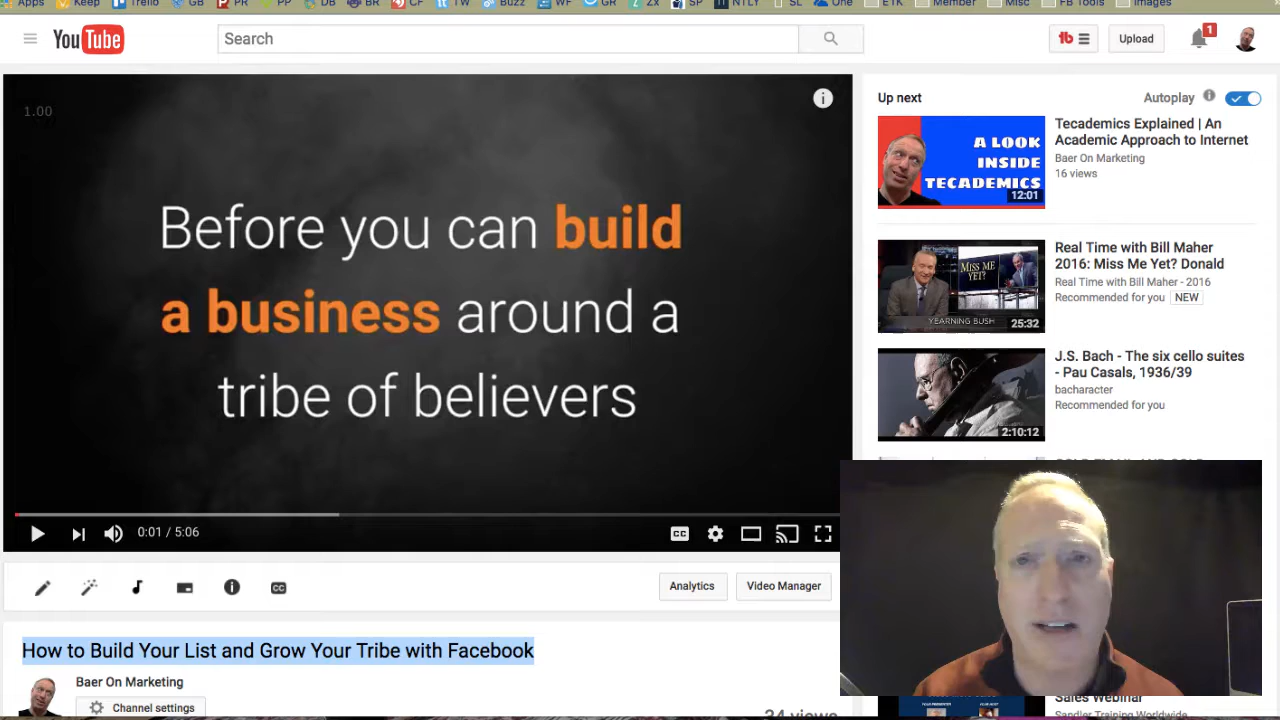 Apps Keep Trello GB PR PP DB BR CF TW Buzz WF GR Zx SP NTLY SL One ETK Member Misc FB Tools Images
YouTube
Search
Upload
1
1.00
Before you can build
a business around a
tribe of believers
0:01 / 5:06
CC
Analytics
Video Manager
How to Build Your List and Grow Your Tribe with Facebook
Baer On Marketing
Channel settings
Up next
Autoplay
A LOOK
INSIDE
TECADEMICS
12:01
Tecademics Explained | An
Academic Approach to Internet
Baer On Marketing
16 views
MISS ME
YET?
YEARNING BUSH
25:32
Real Time with Bill Maher
2016: Miss Me Yet? Donald
Real Time with Bill Maher - 2016
Recommended for you NEW
2:10:12
J.S. Bach - The six cello suites
- Pau Casals, 1936/39
bacharacter
Recommended for you
Sales Webinar
Sandler Training Worldwide